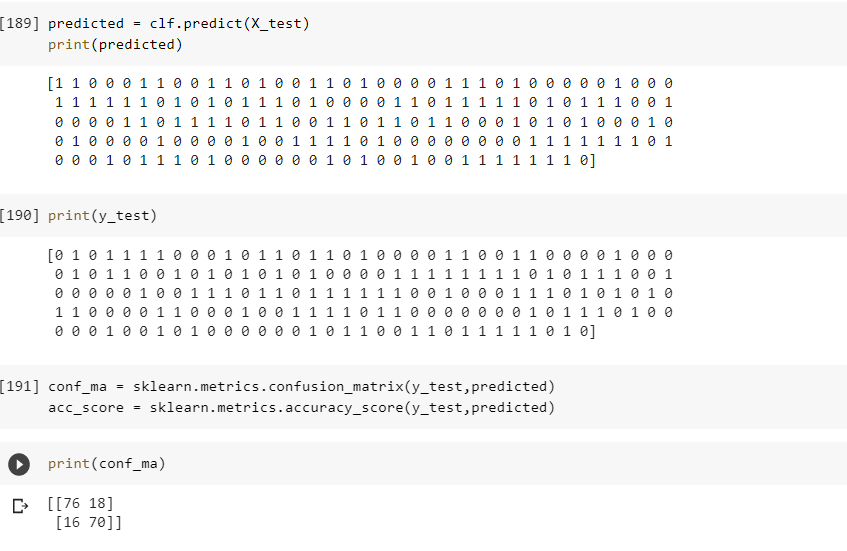 [189] predicted = clf.predict(X_test)
print(predicted)
[1 1 0 0 0 1 1 0 0 1 1 0 1 0 0 1 1 0 1 0 0 0 0 1 1 1 0 1 0 0 0 0 0 1 0 0 0
1 1 1 1 1 1 0 1 0 1 0 1 1 1 0 1 0 0 0 0 1 1 0 1 1 1 1 1 0 1 0 1 1 1 0 0 1
0 0 0 0 1 1 0 1 1 1 1 0 1 1 0 0 1 1 0 1 1 0 1 1 0 0 0 1 0 1 0 1 0 0 0 1 0
0 1 0 0 0 0 1 0 0 0 0 1 0 0 1 1 1 1 0 1 0 0 0 0 0 0 0 0 1 1 1 1 1 1 1 0 1
0 0 0 1 0 1 1 1 0 1 0 0 0 0 0 0 1 0 1 0 0 1 0 0 1 1 1 1 1 1 1 0]
[190] print(y_test)
[0 1 0 1 1 1 1 0 0 0 1 0 1 1 0 1 1 0 1 0 0 0 0 1 1 0 0 1 1 0 0 0 0 1 0 0 0
0 1 0 1 1 0 0 1 0 1 0 1 0 1 0 1 0 0 0 0 1 1 1 1 1 1 1 1 0 1 0 1 1 1 0 0 1
0 0 0 0 0 1 0 0 1 1 1 0 1 1 0 1 1 1 1 1 1 0 0 1 0 0 0 1 1 1 0 1 0 1 0 1 0
1 1 0 0 0 0 1 1 0 0 0 1 0 0 1 1 1 1 0 1 1 0 0 0 0 0 0 0 1 0 1 1 1 0 1 0 0
0 0 0 1 0 0 1 0 1 0 0 0 0 0 0 1 0 1 1 0 0 1 1 0 1 1 1 1 1 0 1 0]
[191] conf_ma = sklearn.metrics.confusion_matrix(y_test,predicted)
acc_score = sklearn.metrics.accuracy_score(y_test,predicted)
print(conf_ma)
[[76 18]
[16 70]]